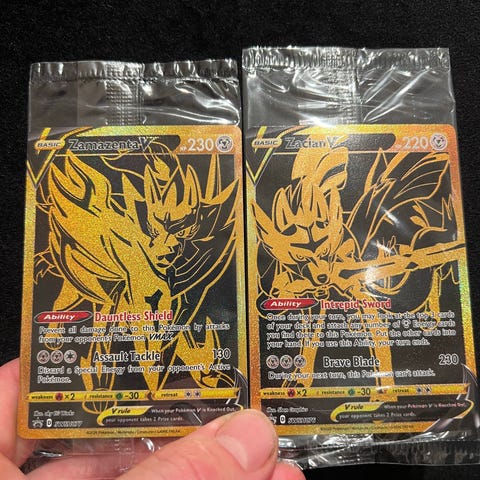 BASIC Zamazenta V HP 230
Ability Dauntless Shield
Prevent all damage done to this Pokémon by attacks
from your opponent's Pokémon VMAX.
Assault Tackle 130
Discard a Special Energy from your opponent's Active
Pokémon.
weakness ×2 resistance -30 retreat
V rule When your Pokémon V is Knocked Out,
your opponent takes 2 Prize cards.
BASIC Zacian V HP 220
Ability Intrepid Sword
Once during your turn, you may look at the top 3 cards
of your deck and attach any number of Energy cards
you find there to this Pokémon. Put the other cards into
your hand. If you use this Ability, your turn ends.
Brave Blade 230
During your next turn, this Pokémon can't attack.
weakness ×2 resistance -30 retreat
V rule When your Pokémon V is Knocked Out,
your opponent takes 2 Prize cards.